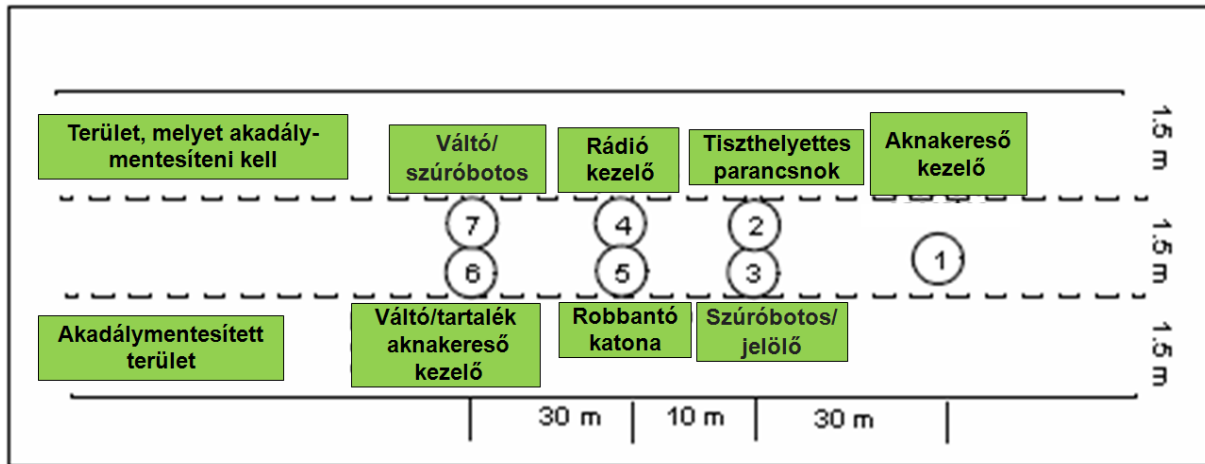 Terület, melyet akadály-
mentesíteni kell
Váltó/
szúróbotos
Rádió
kezelő
Tiszthelyettes
parancsnok
Aknakereső
kezelő
1.5 m
7
4
2
1
6
5
3
1.5 m
Akadálymentesített
terület
Váltó/tartalék
aknakereső
kezelő
Robbantó
katona
Szúróbotos/
jelölő
1.5 m
30 m
10 m
30 m